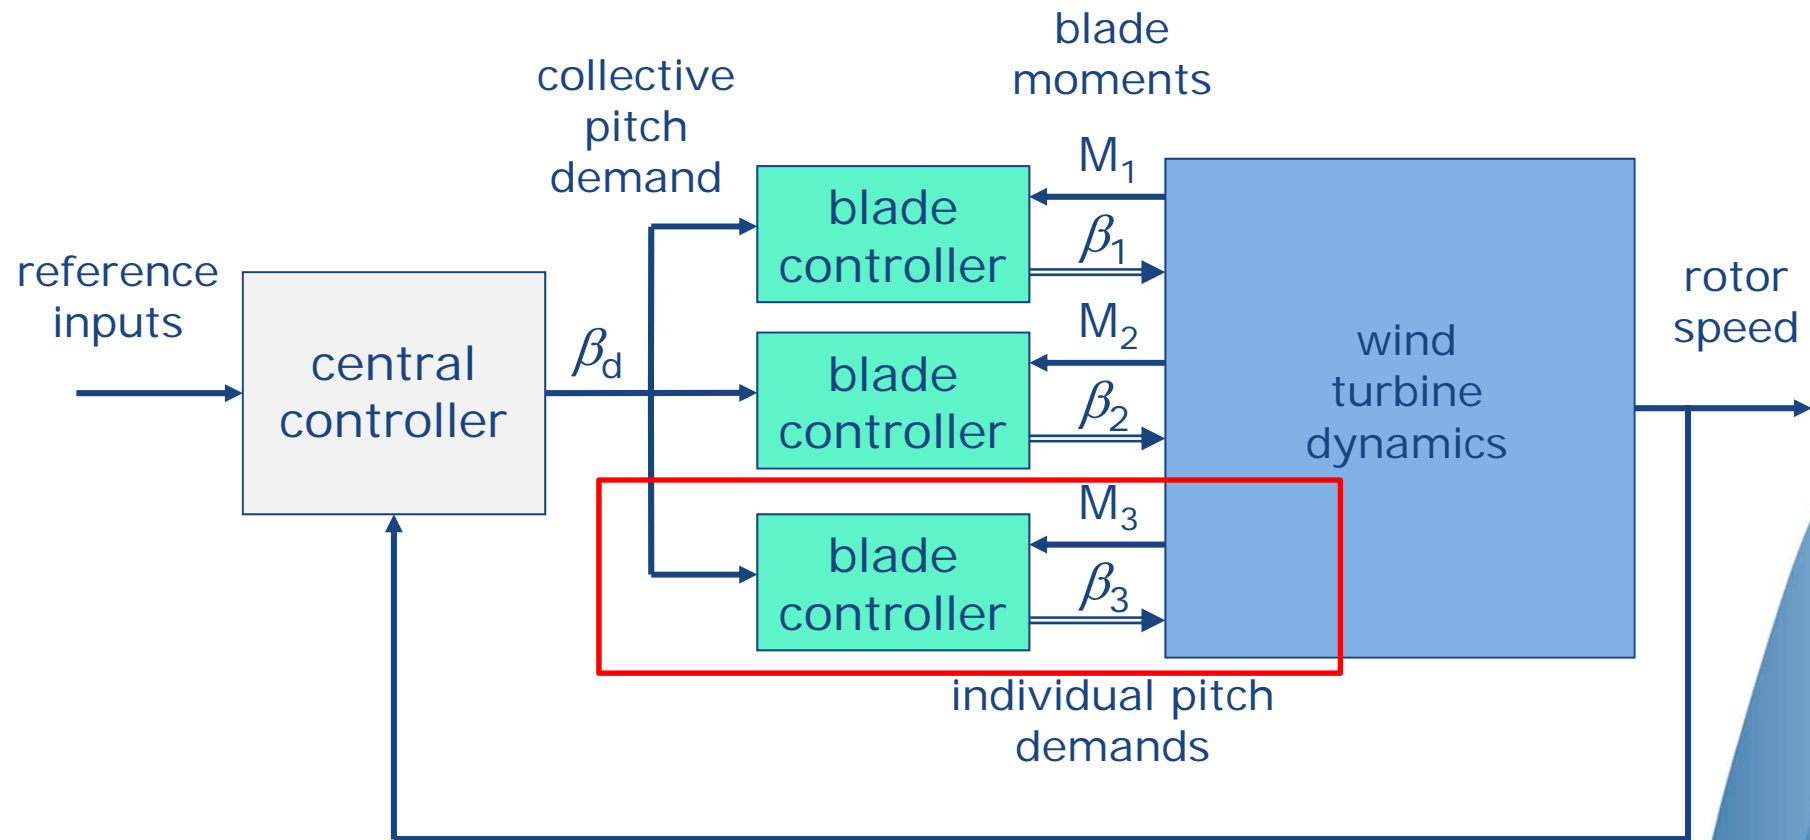 blade
moments
collective
pitch
demand
M₁
blade
controller
β₁
reference
inputs
rotor
speed
central
controller
β_d
M₂
blade
controller
β₂
wind
turbine
dynamics
M₃
blade
controller
β₃
individual pitch
demands